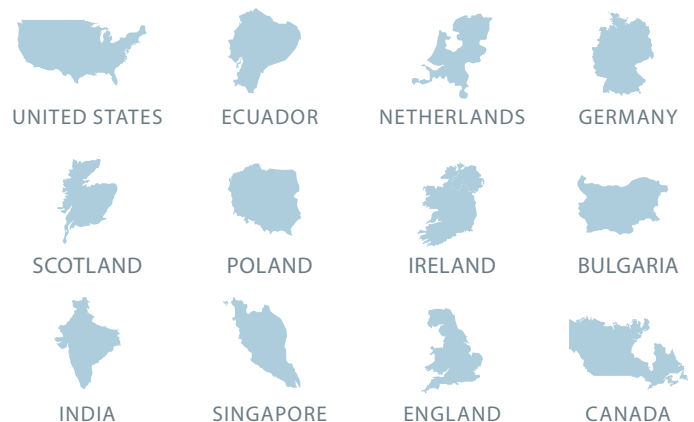 UNITED STATES
ECUADOR
NETHERLANDS
GERMANY
SCOTLAND
POLAND
IRELAND
BULGARIA
INDIA
SINGAPORE
ENGLAND
CANADA